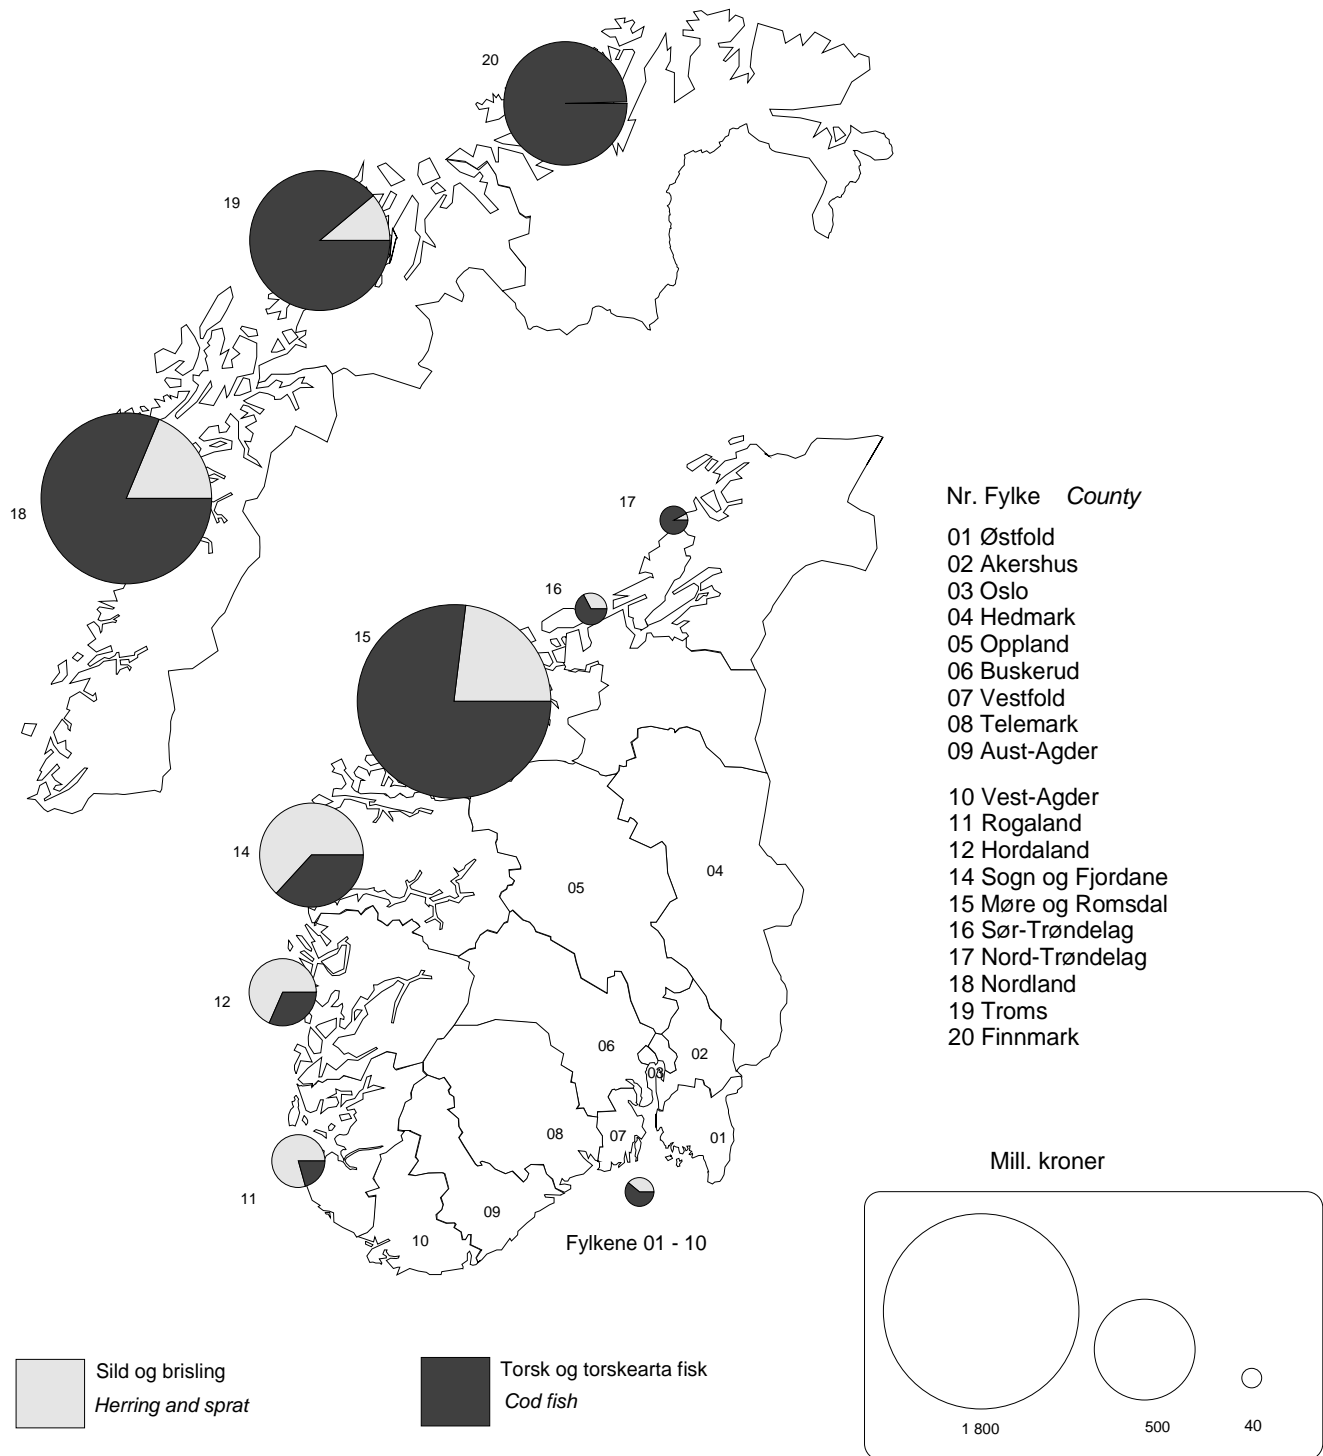 20
19
18
17
16
15
14
12
11
05
04
06
02
03
08
07
01
09
10
Fylkene 01 - 10
Nr. Fylke County
01 Østfold
02 Akershus
03 Oslo
04 Hedmark
05 Oppland
06 Buskerud
07 Vestfold
08 Telemark
09 Aust-Agder
10 Vest-Agder
11 Rogaland
12 Hordaland
14 Sogn og Fjordane
15 Møre og Romsdal
16 Sør-Trøndelag
17 Nord-Trøndelag
18 Nordland
19 Troms
20 Finnmark
Mill. kroner
1 800
500
40
Sild og brisling
Herring and sprat
Torsk og torskearta fisk
Cod fish